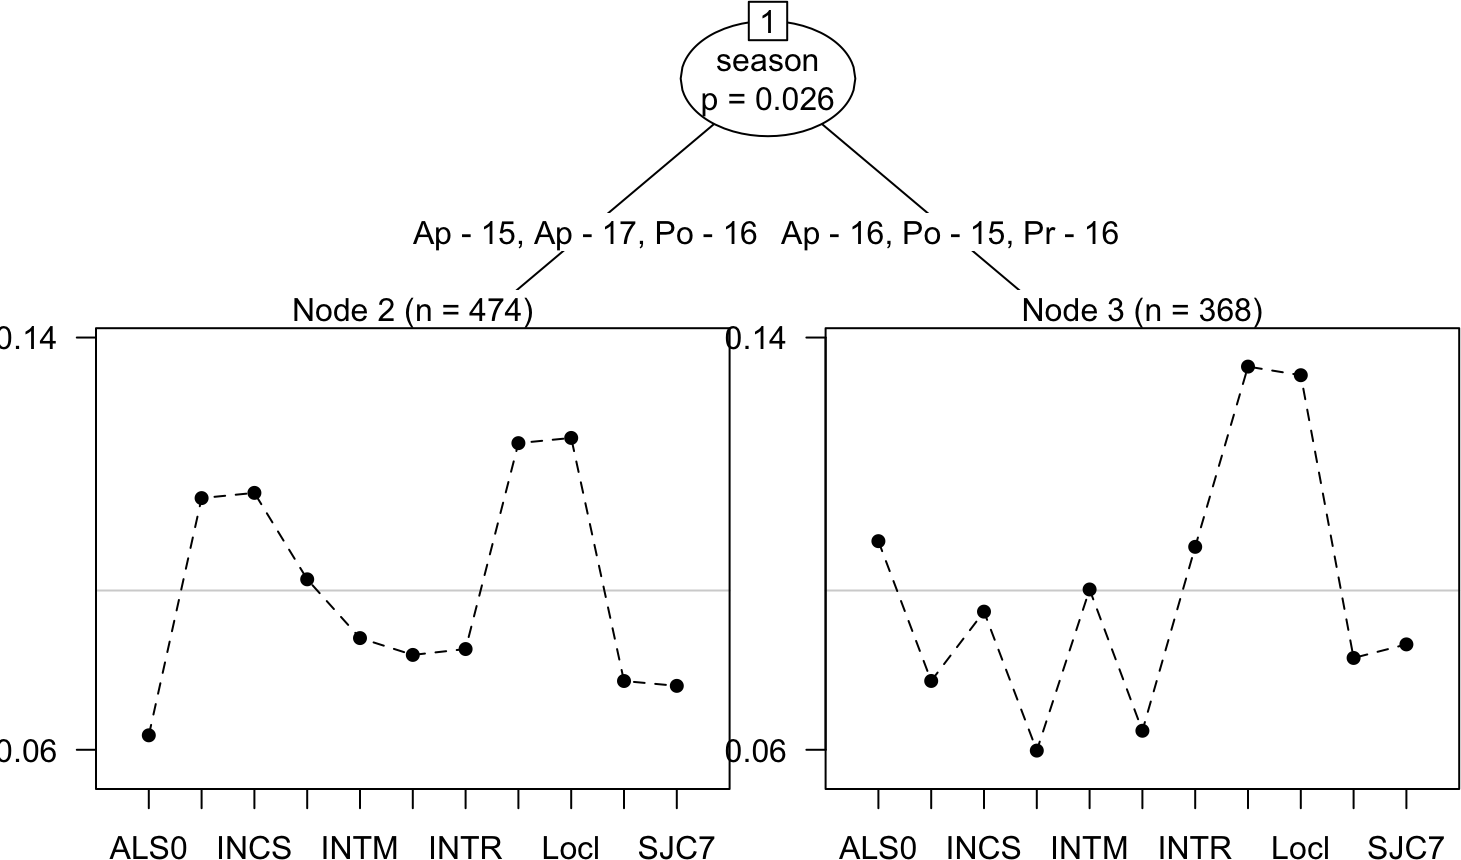 1
season
p = 0.026
Ap - 15, Ap - 17, Po - 16 Ap - 16, Po - 15, Pr - 16
Node 2 (n = 474)
0.14
0.06
ALS0 INCS INTM INTR Locl SJC7
Node 3 (n = 368)
0.14
0.06
ALS0 INCS INTM INTR Locl SJC7